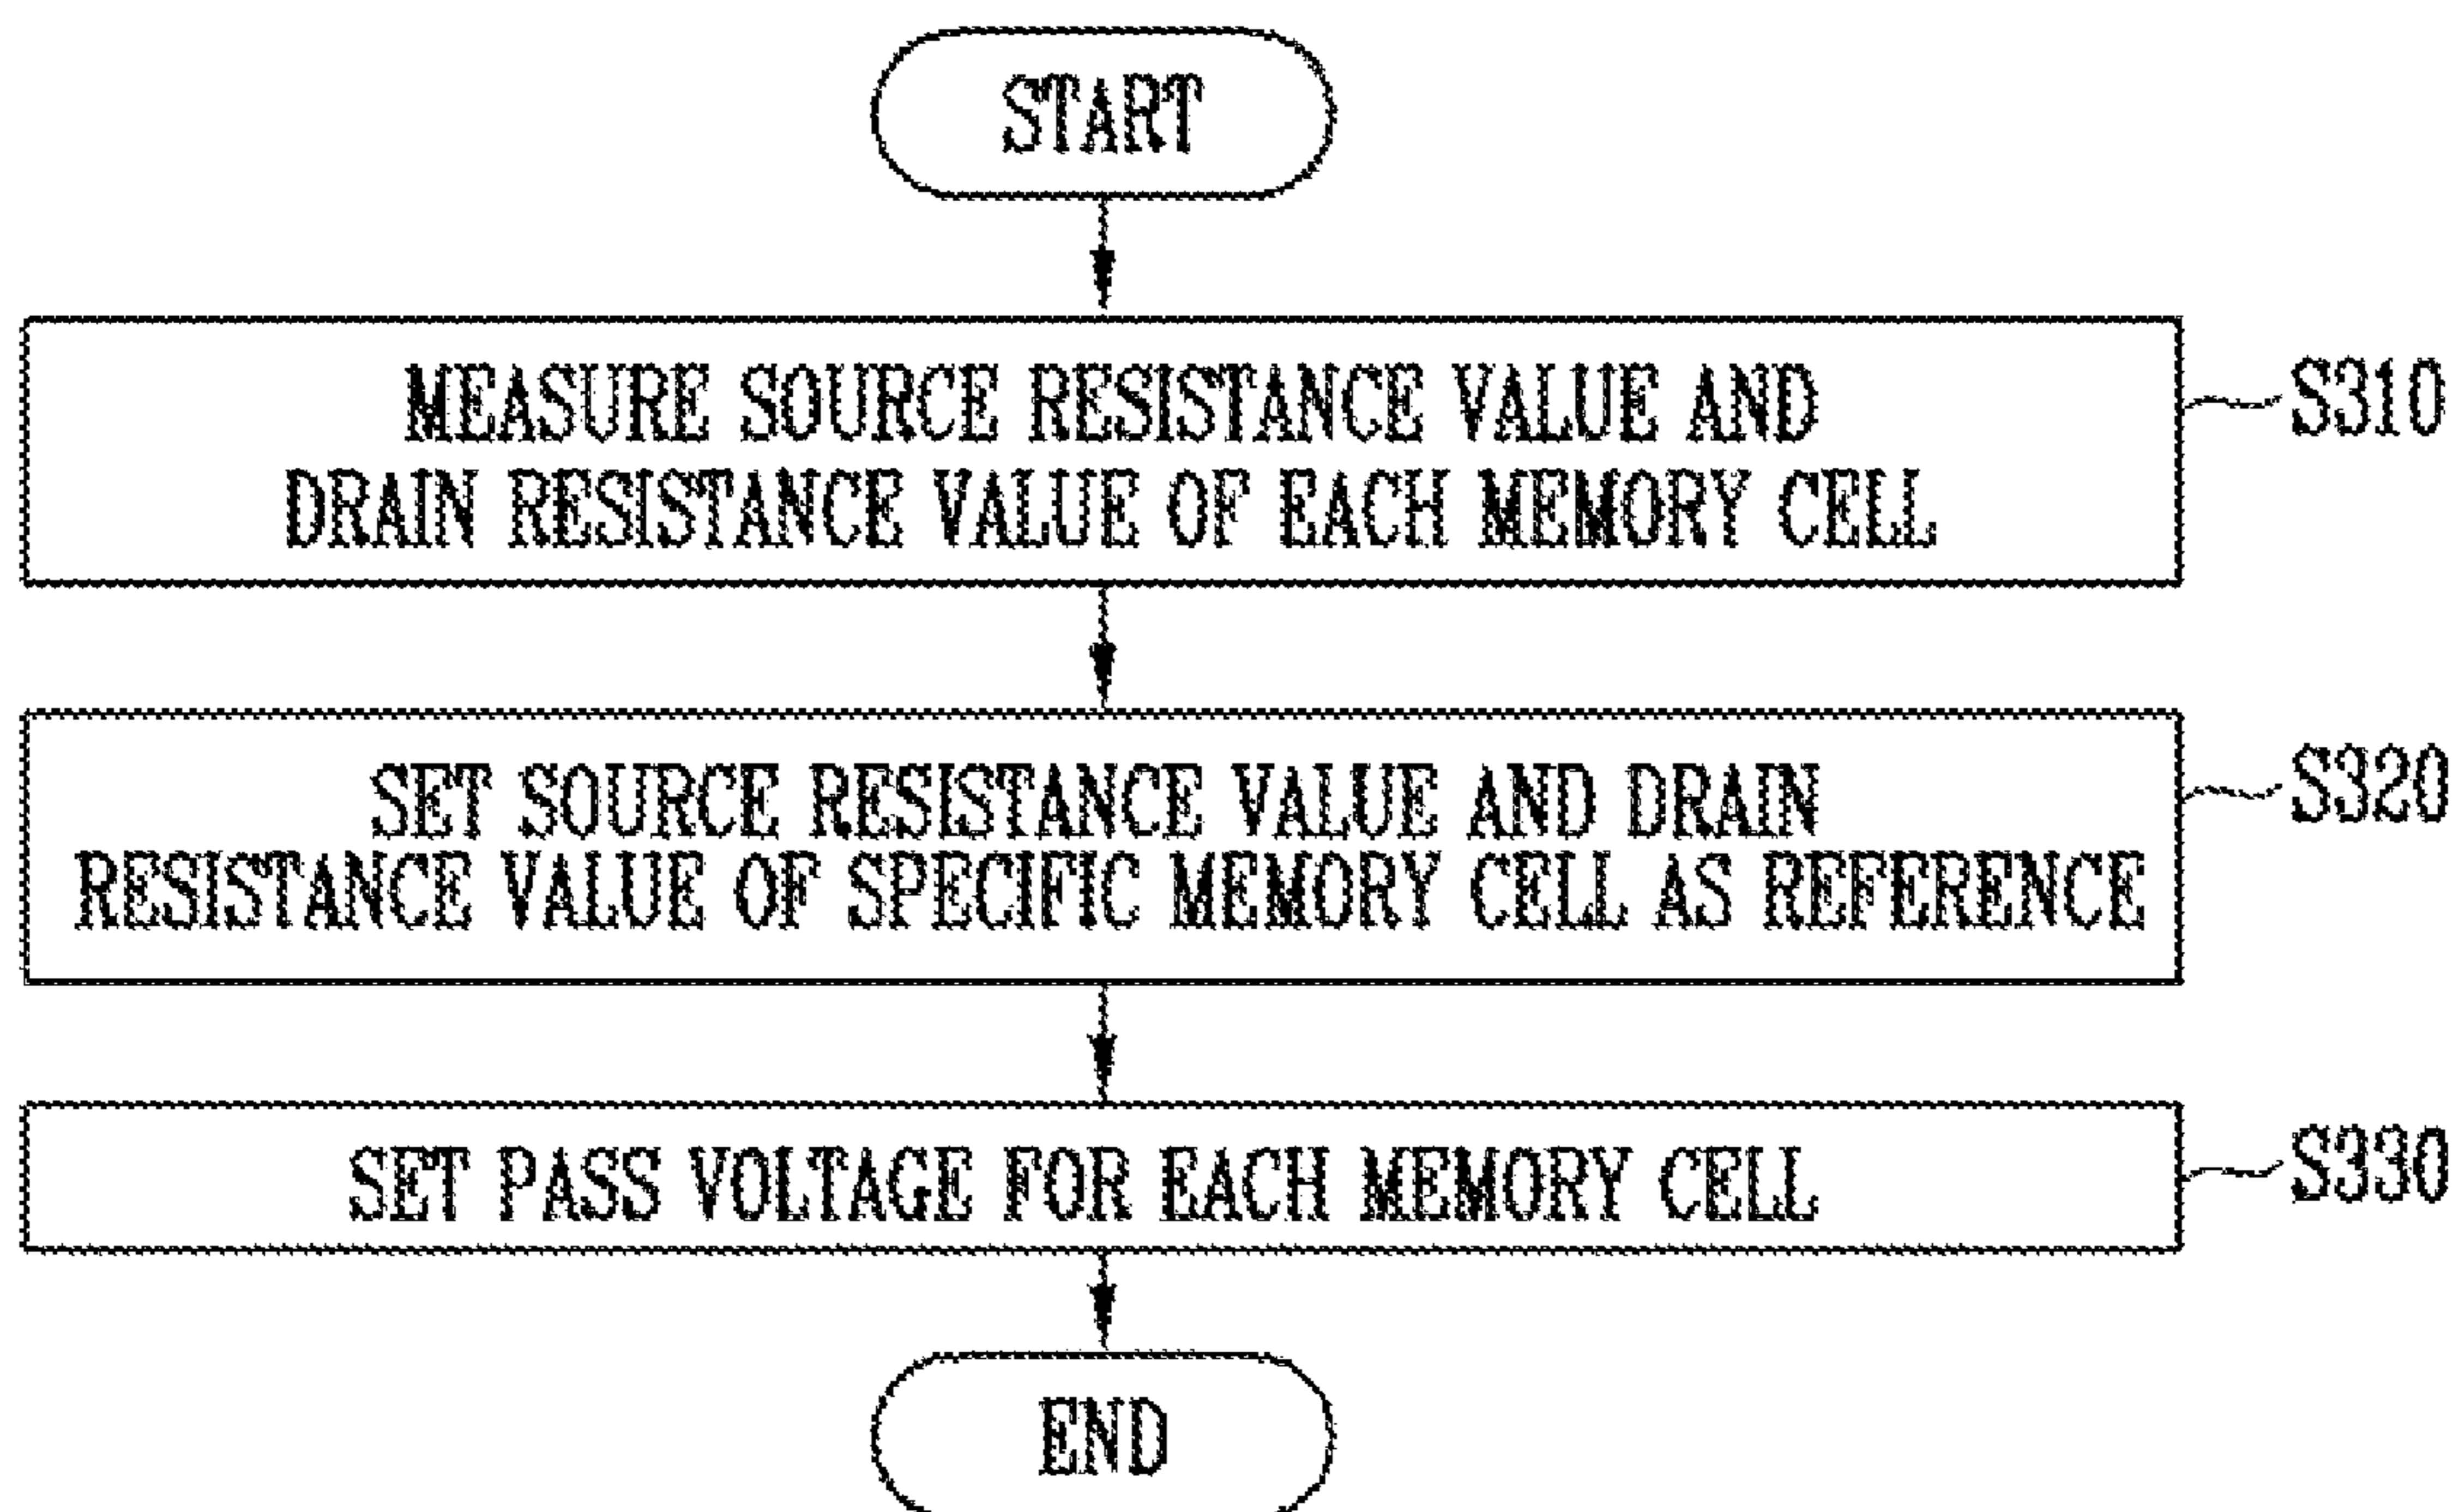 START
MEASURE SOURCE RESISTANCE VALUE AND
DRAIN RESISTANCE VALUE OF EACH MEMORY CELL
S310
SET SOURCE RESISTANCE VALUE AND DRAIN
RESISTANCE VALUE OF SPECIFIC MEMORY CELL AS REFERENCE
S320
SET PASS VOLTAGE FOR EACH MEMORY CELL
S330
END